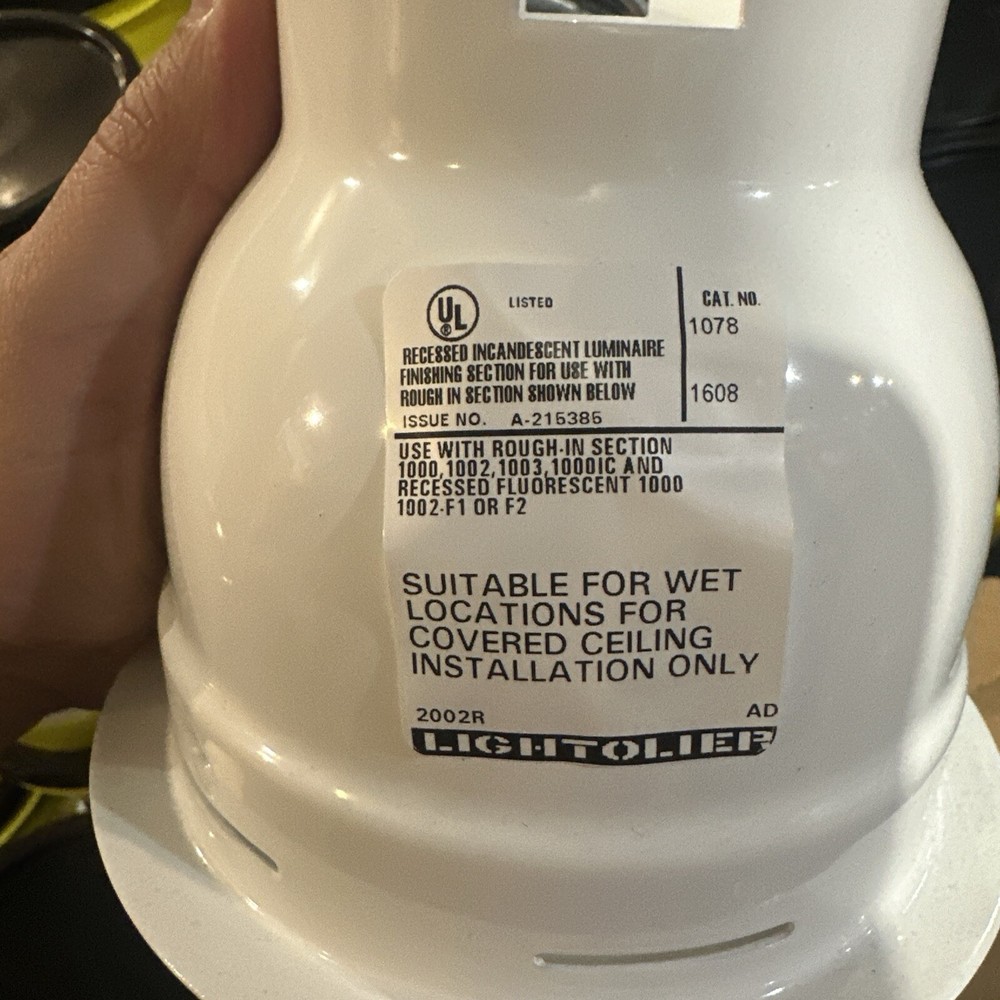 UL
®
LISTED
CAT. NO.
1078
RECESSED INCANDESCENT LUMINAIRE
FINISHING SECTION FOR USE WITH
ROUGH IN SECTION SHOWN BELOW
1608
ISSUE NO. A-215385
USE WITH ROUGH-IN SECTION
1000,1002,1003,1000IC AND
RECESSED FLUORESCENT 1000
1002-F1 OR F2
SUITABLE FOR WET
LOCATIONS FOR
COVERED CEILING
INSTALLATION ONLY
2002R
AD
LIGHTOLIER